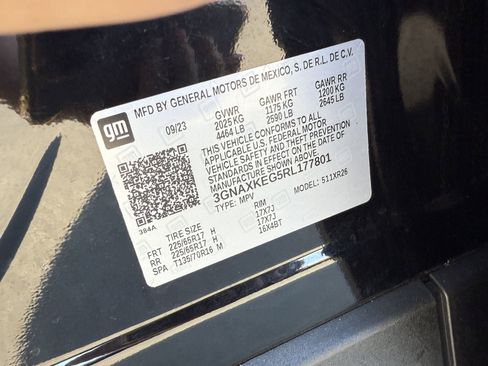 MFD BY GENERAL MOTORS DE MEXICO, S. DE R.L. DE C.V.
gm
09/23 GVWR GAWR FRT GAWR RR
2025 KG 1175 KG 1200 KG
4464 LB 2590 LB 2645 LB
THIS VEHICLE CONFORMS TO ALL
APPLICABLE U.S. FEDERAL MOTOR VEHICLE
SAFETY, BUMPER, AND THEFT PREVENTION
STANDARDS IN EFFECT ON THE DATE OF
MANUFACTURE SHOWN ABOVE.
3GNAXKEG5RL177801
TYPE: MPV MODEL: 511XR26
384A
TIRE SIZE RIM
FRT 225/65R17 H 17X7J
RR 225/65R17 H 17X7J
SPA T135/70R16 M 16X4BT